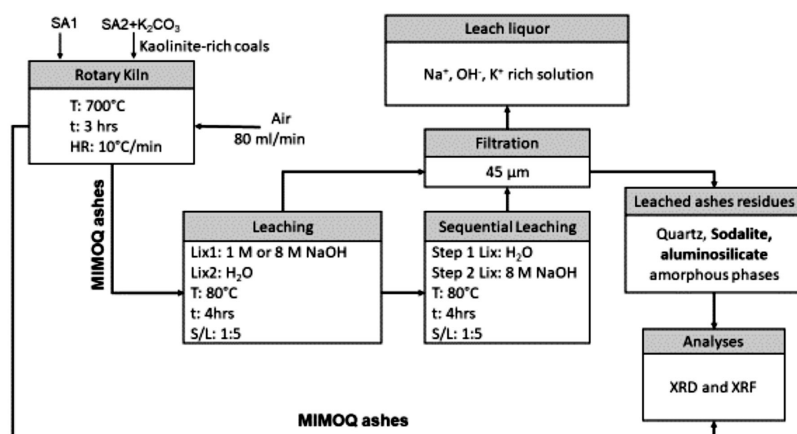 SA1
SA2+K₂CO₃
Kaolinite-rich coals
Rotary Kiln
T: 700°C
t: 3 hrs
HR: 10°C/min
Air
80 ml/min
MIMOQ ashes
Leach liquor
Na⁺, OH⁻, K⁺ rich solution
Filtration
45 µm
Leaching
Lix1: 1 M or 8 M NaOH
Lix2: H₂O
T: 80°C
t: 4hrs
S/L: 1:5
Sequential Leaching
Step 1 Lix: H₂O
Step 2 Lix: 8 M NaOH
T: 80°C
t: 4hrs
S/L: 1:5
Leached ashes residues
Quartz, Sodalite,
aluminosilicate
amorphous phases
Analyses
XRD and XRF
MIMOQ ashes